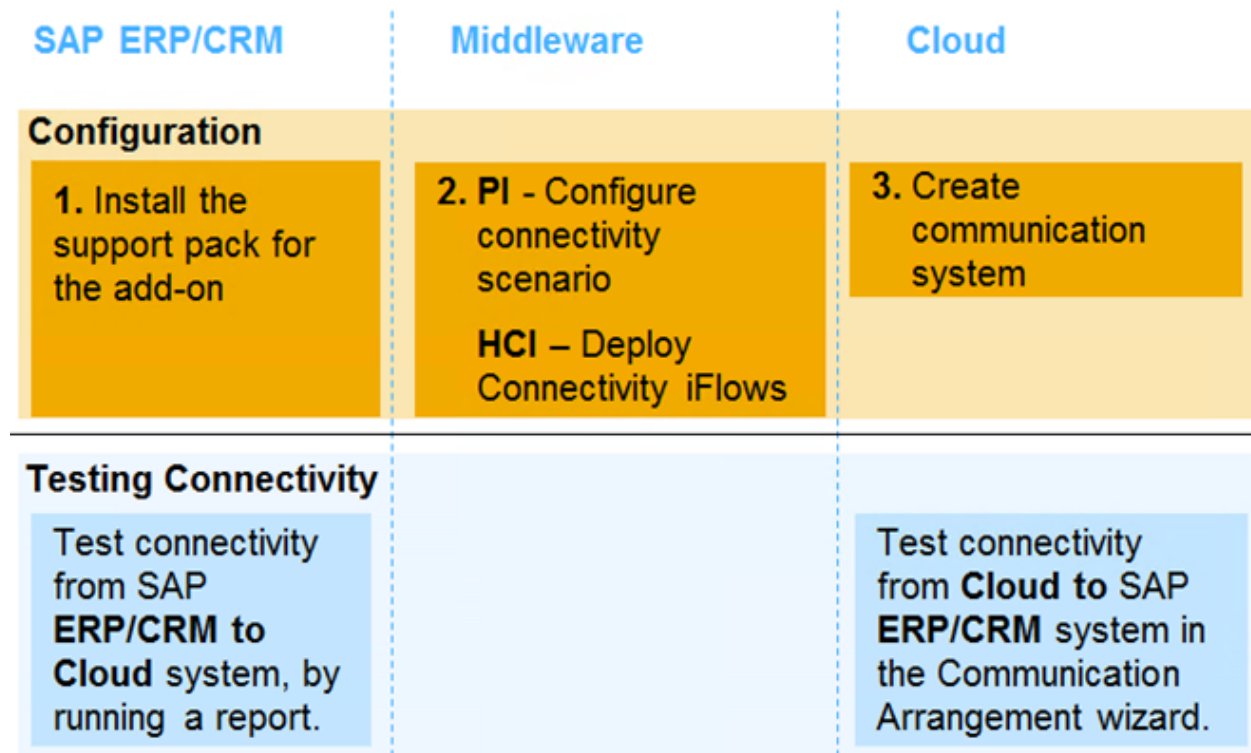 SAP ERP/CRM
Middleware
Cloud
Configuration
1. Install the
support pack for
the add-on
2. PI - Configure
connectivity
scenario
HCI – Deploy
Connectivity iFlows
3. Create
communication
system
Testing Connectivity
Test connectivity
from SAP
ERP/CRM to
Cloud system, by
running a report.
Test connectivity
from Cloud to SAP
ERP/CRM system in
the Communication
Arrangement wizard.